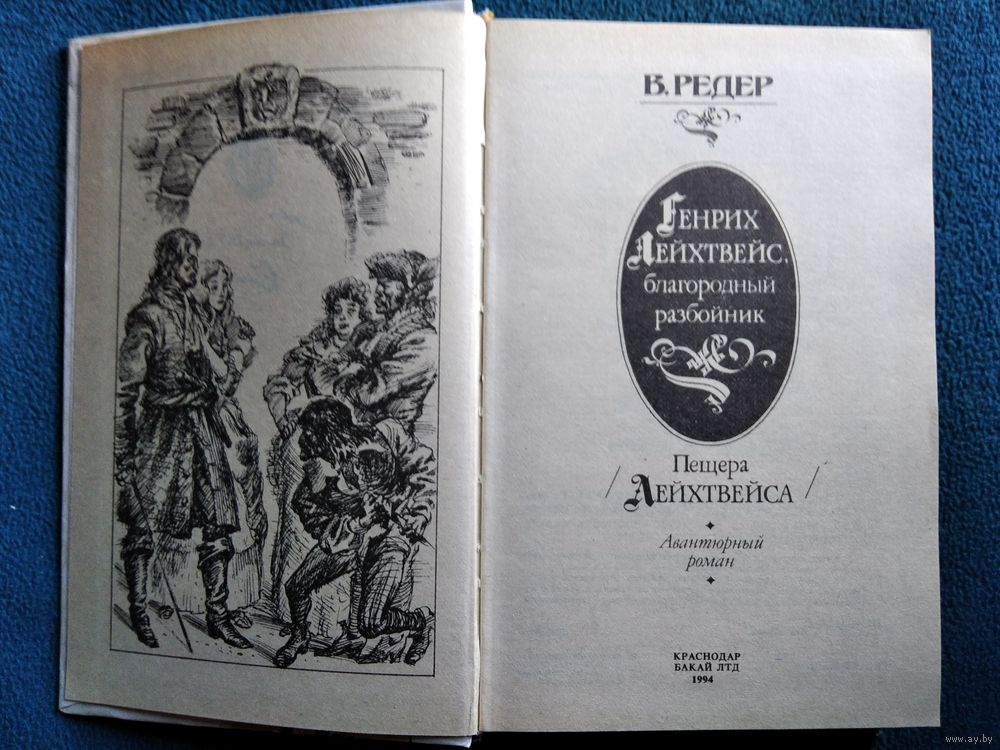 В. РЕДЕР
ГЕНРИХ
ЛЕЙХТВЕЙС,
благородный
разбойник
Пещера
/ ЛЕЙХТВЕЙСА /
Авантюрный
роман
КРАСНОДАР
БАКАЙ ЛТД
1994
www.ay.by